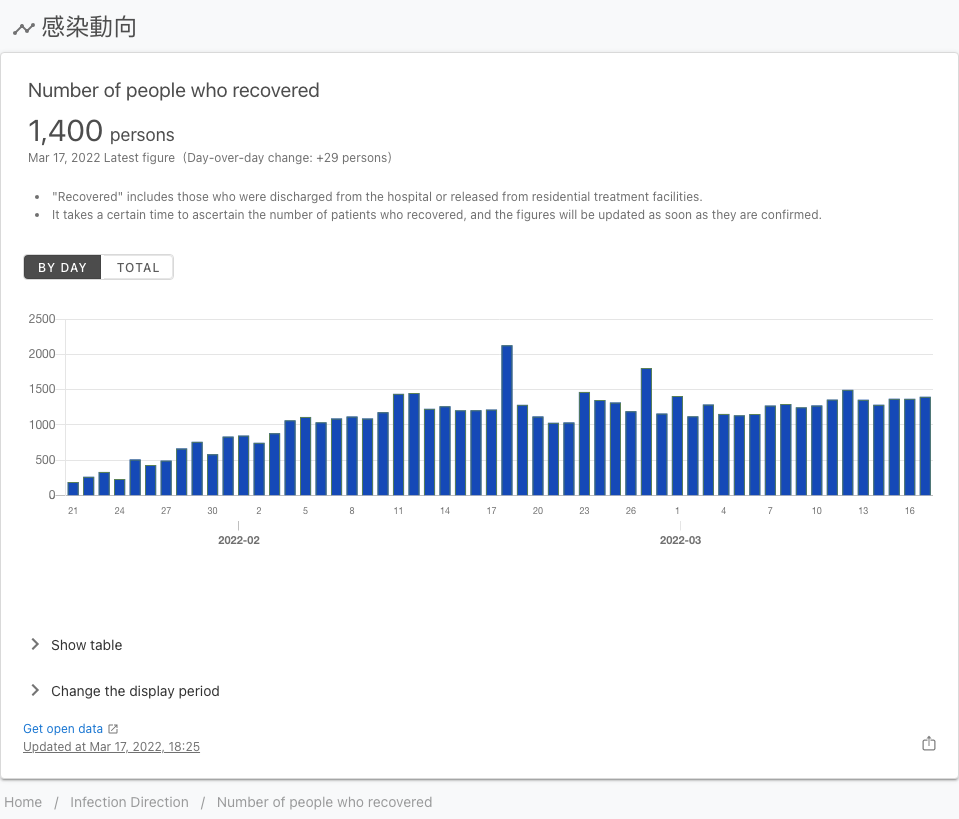 感染動向
Number of people who recovered
1,400 persons
Mar 17, 2022 Latest figure (Day-over-day change: +29 persons)
• "Recovered" includes those who were discharged from the hospital or released from residential treatment facilities.
• It takes a certain time to ascertain the number of patients who recovered, and the figures will be updated as soon as they are confirmed.
BY DAY TOTAL
2500
2000
1500
1000
500
0
21 24 27 30 2 5 8 11 14 17 20 23 26 1 4 7 10 13 16
2022-02 2022-03
Show table
Change the display period
Get open data
Updated at Mar 17, 2022, 18:25
Home / Infection Direction / Number of people who recovered